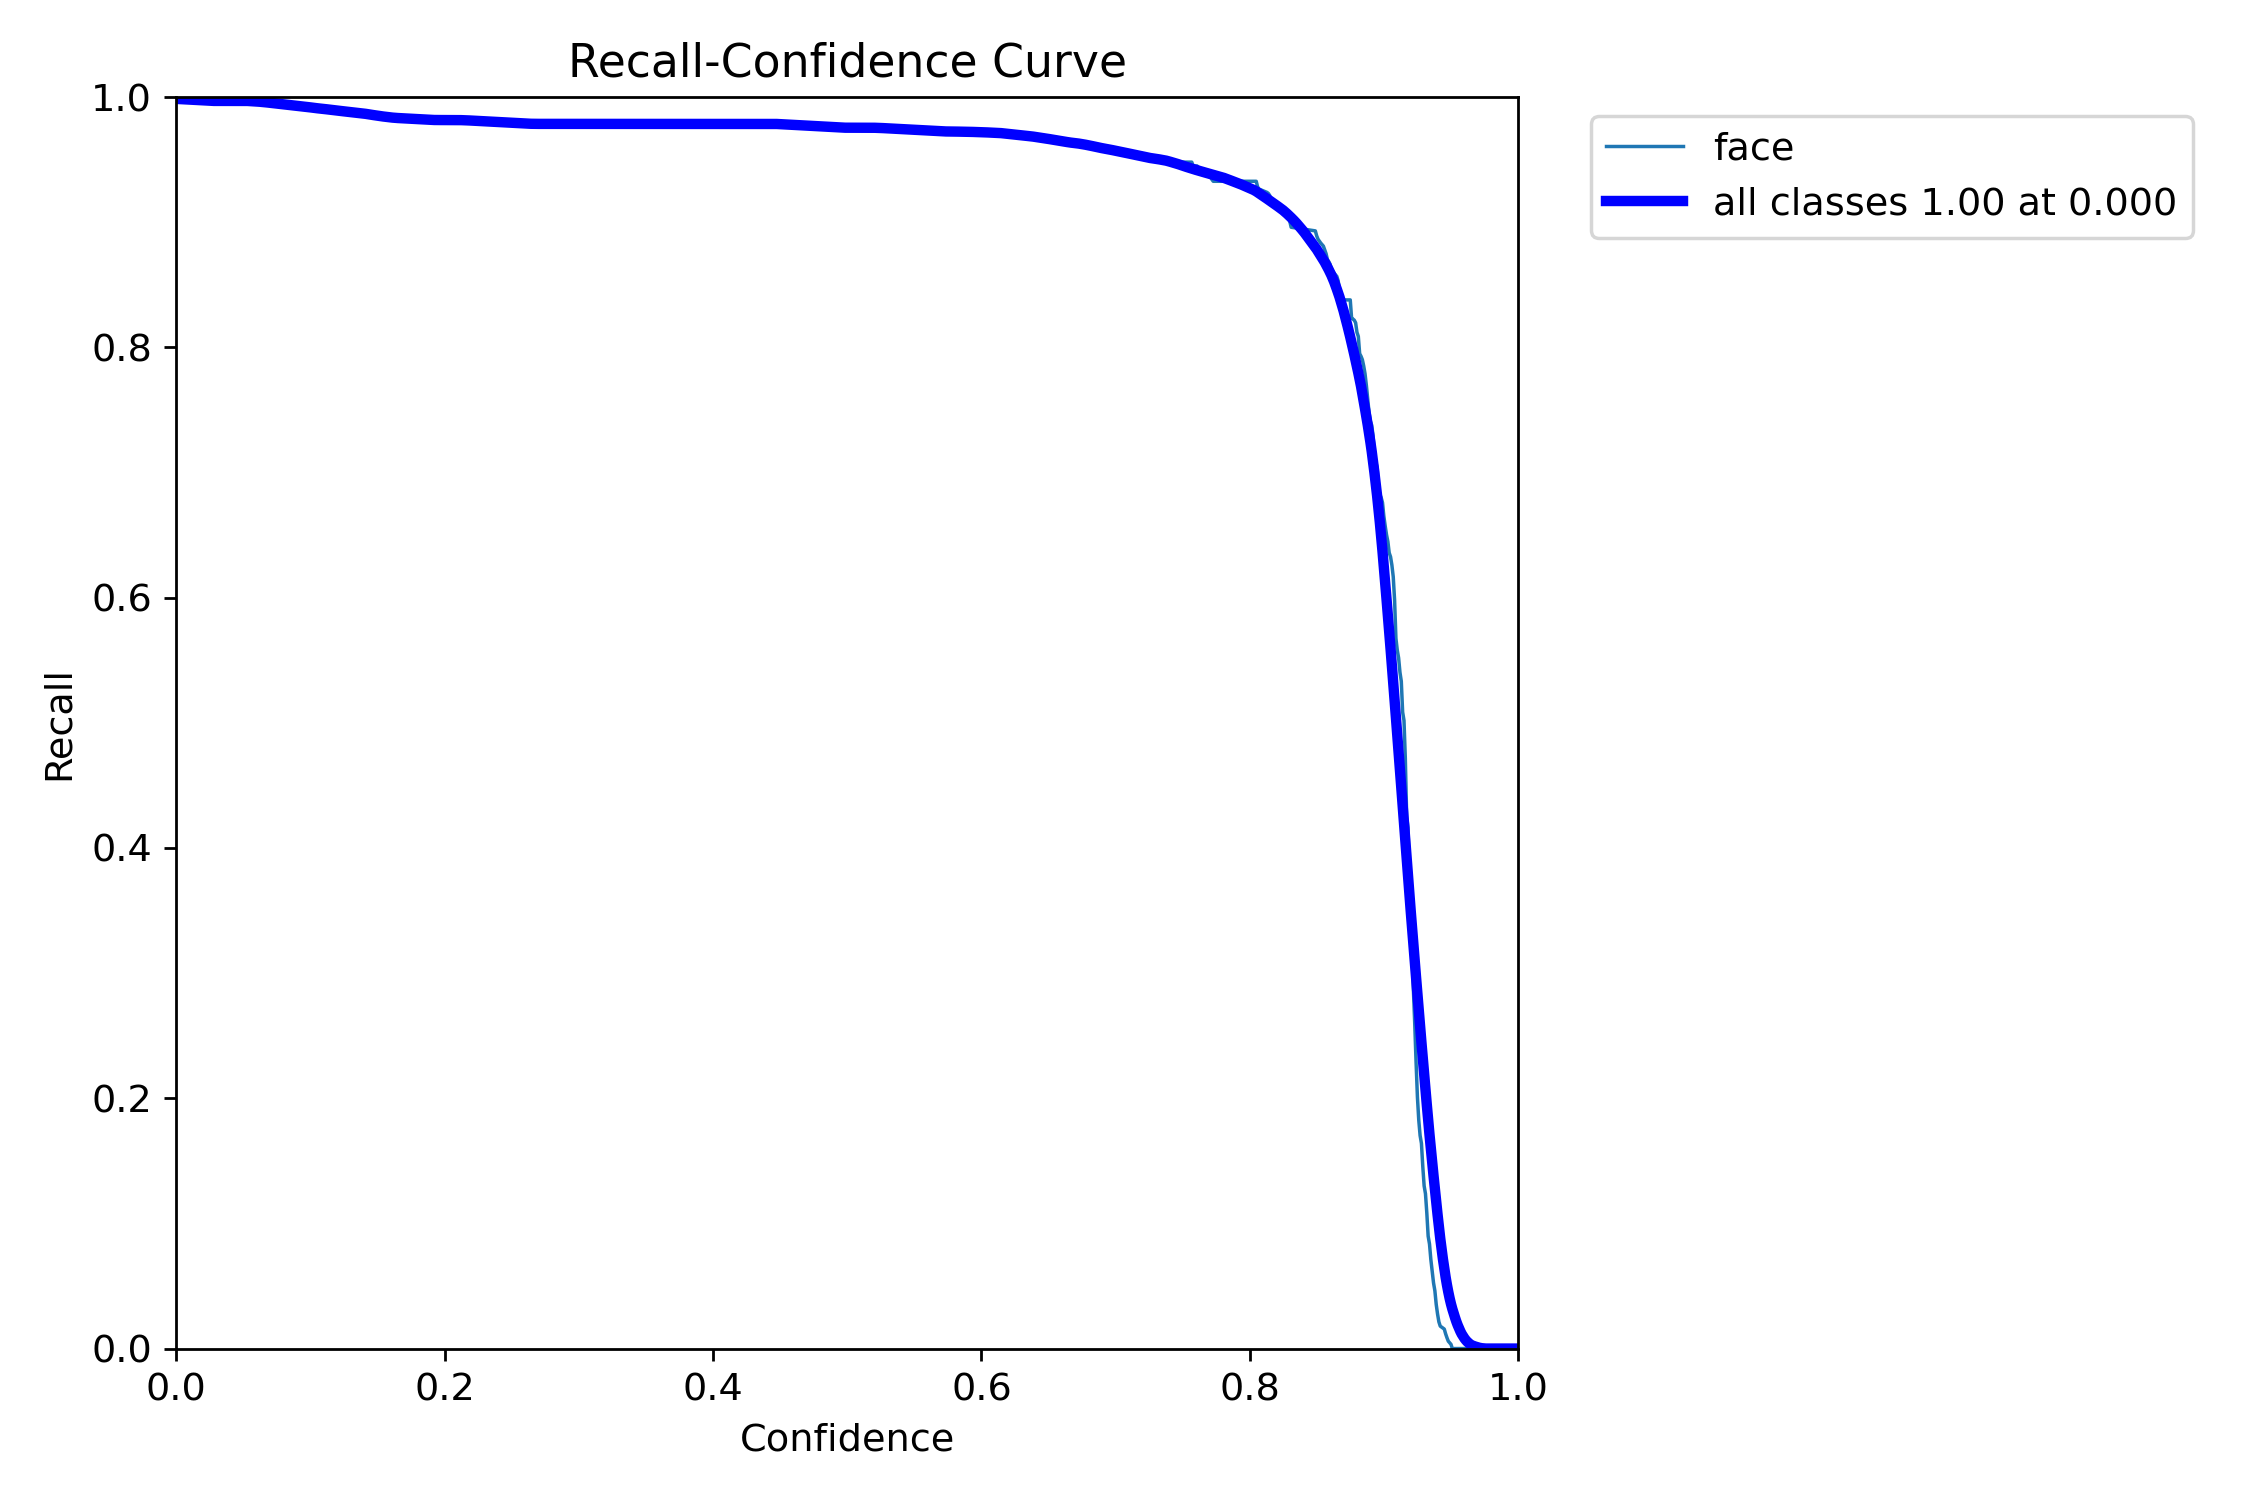 Recall-Confidence Curve
1.0
0.8
0.6
0.4
0.2
0.0
Recall
0.0 0.2 0.4 0.6 0.8 1.0
Confidence
face
all classes 1.00 at 0.000